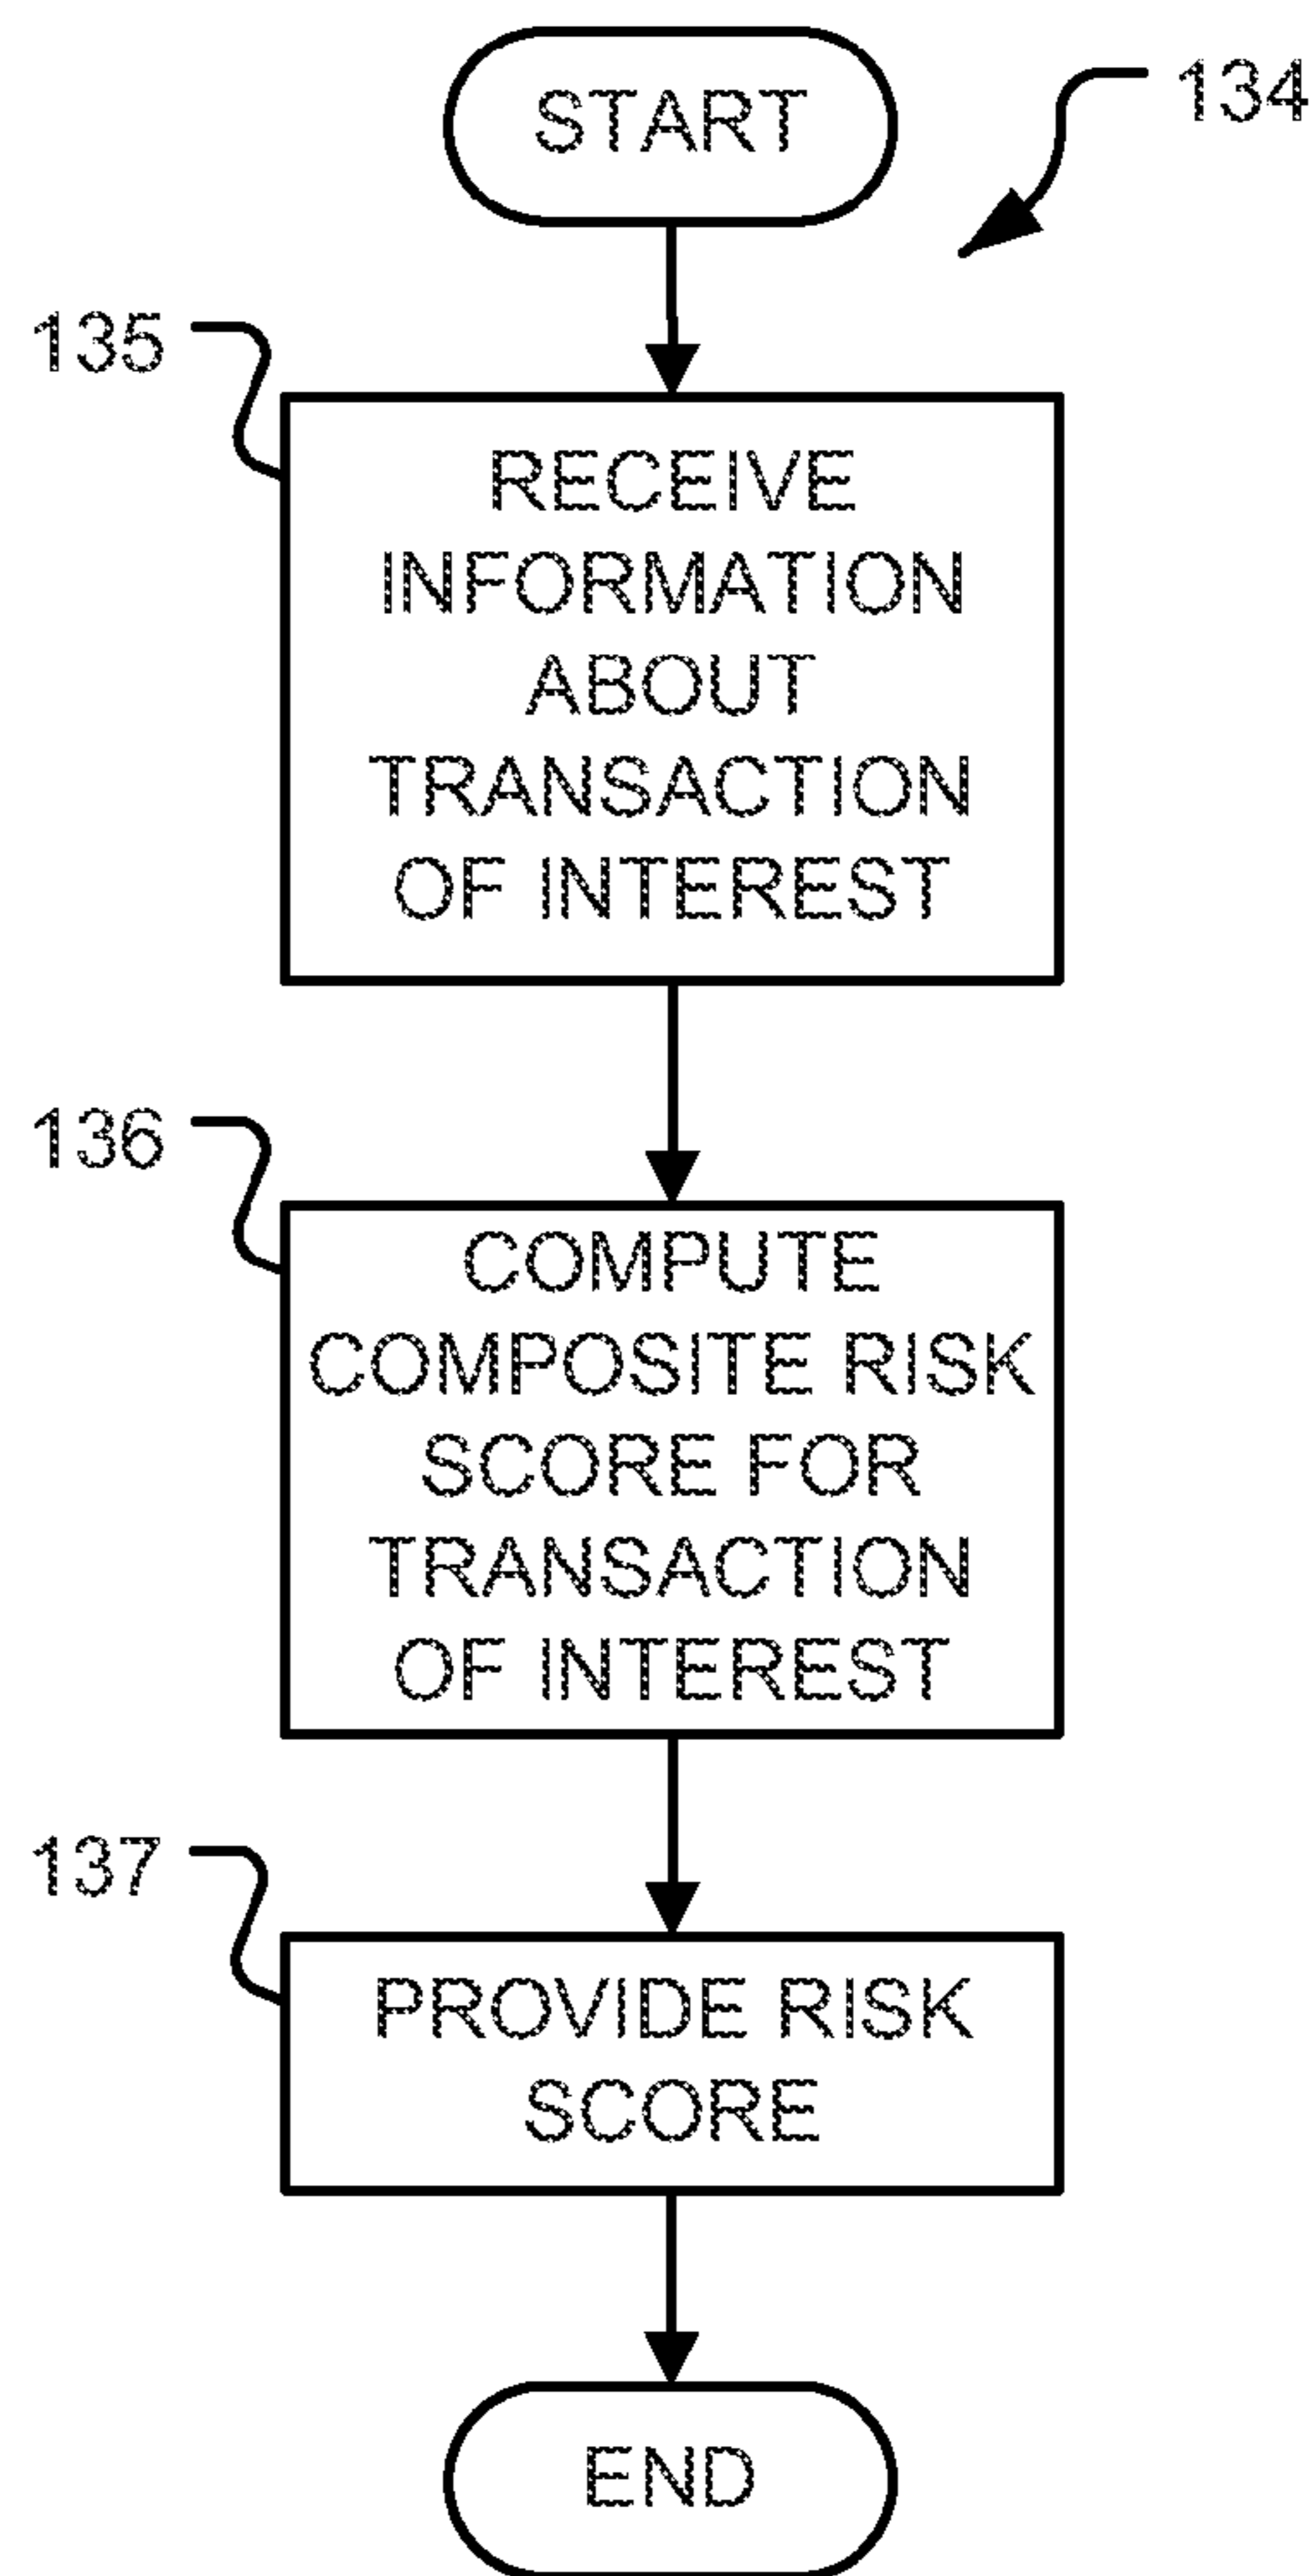 START
134
135
RECEIVE
INFORMATION
ABOUT
TRANSACTION
OF INTEREST
136
COMPUTE
COMPOSITE RISK
SCORE FOR
TRANSACTION
OF INTEREST
137
PROVIDE RISK
SCORE
END